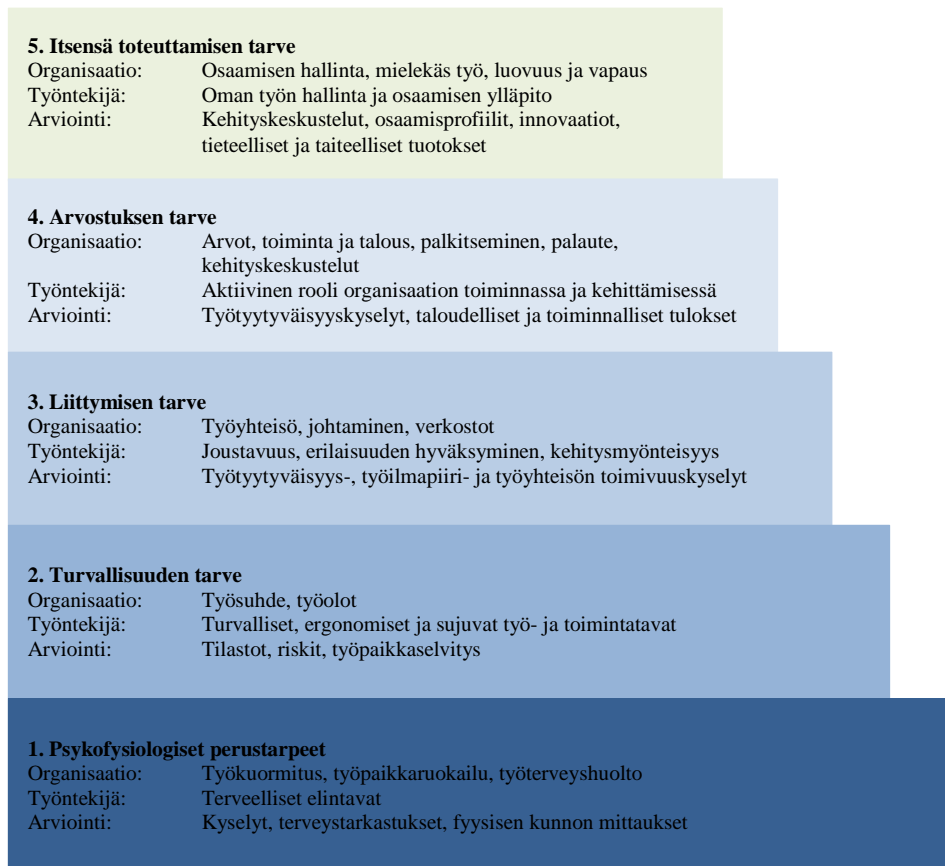 5. Itsensä toteuttamisen tarve
Organisaatio: Osaamisen hallinta, mielekäs työ, luovuus ja vapaus
Työntekijä: Oman työn hallinta ja osaamisen ylläpito
Arviointi: Kehityskeskustelut, osaamisprofiilit, innovaatiot,
tieteelliset ja taiteelliset tuotokset
4. Arvostuksen tarve
Organisaatio: Arvot, toiminta ja talous, palkitseminen, palaute,
kehityskeskustelut
Työntekijä: Aktiivinen rooli organisaation toiminnassa ja kehittämisessä
Arviointi: Työtyytyväisyyskyselyt, taloudelliset ja toiminnalliset tulokset
3. Liittymisen tarve
Organisaatio: Työyhteisö, johtaminen, verkostot
Työntekijä: Joustavuus, erilaisuuden hyväksyminen, kehitysmyönteisyys
Arviointi: Työtyytyväisyys-, työilmapiiri- ja työyhteisön toimivuuskyselyt
2. Turvallisuuden tarve
Organisaatio: Työsuhde, työolot
Työntekijä: Turvalliset, ergonomiset ja sujuvat työ- ja toimintatavat
Arviointi: Tilastot, riskit, työpaikkaselvitys
1. Psykofysiologiset perustarpeet
Organisaatio: Työkuormitus, työpaikkaruokailu, työterveyshuolto
Työntekijä: Terveelliset elintavat
Arviointi: Kyselyt, terveystarkastukset, fyysisen kunnon mittaukset